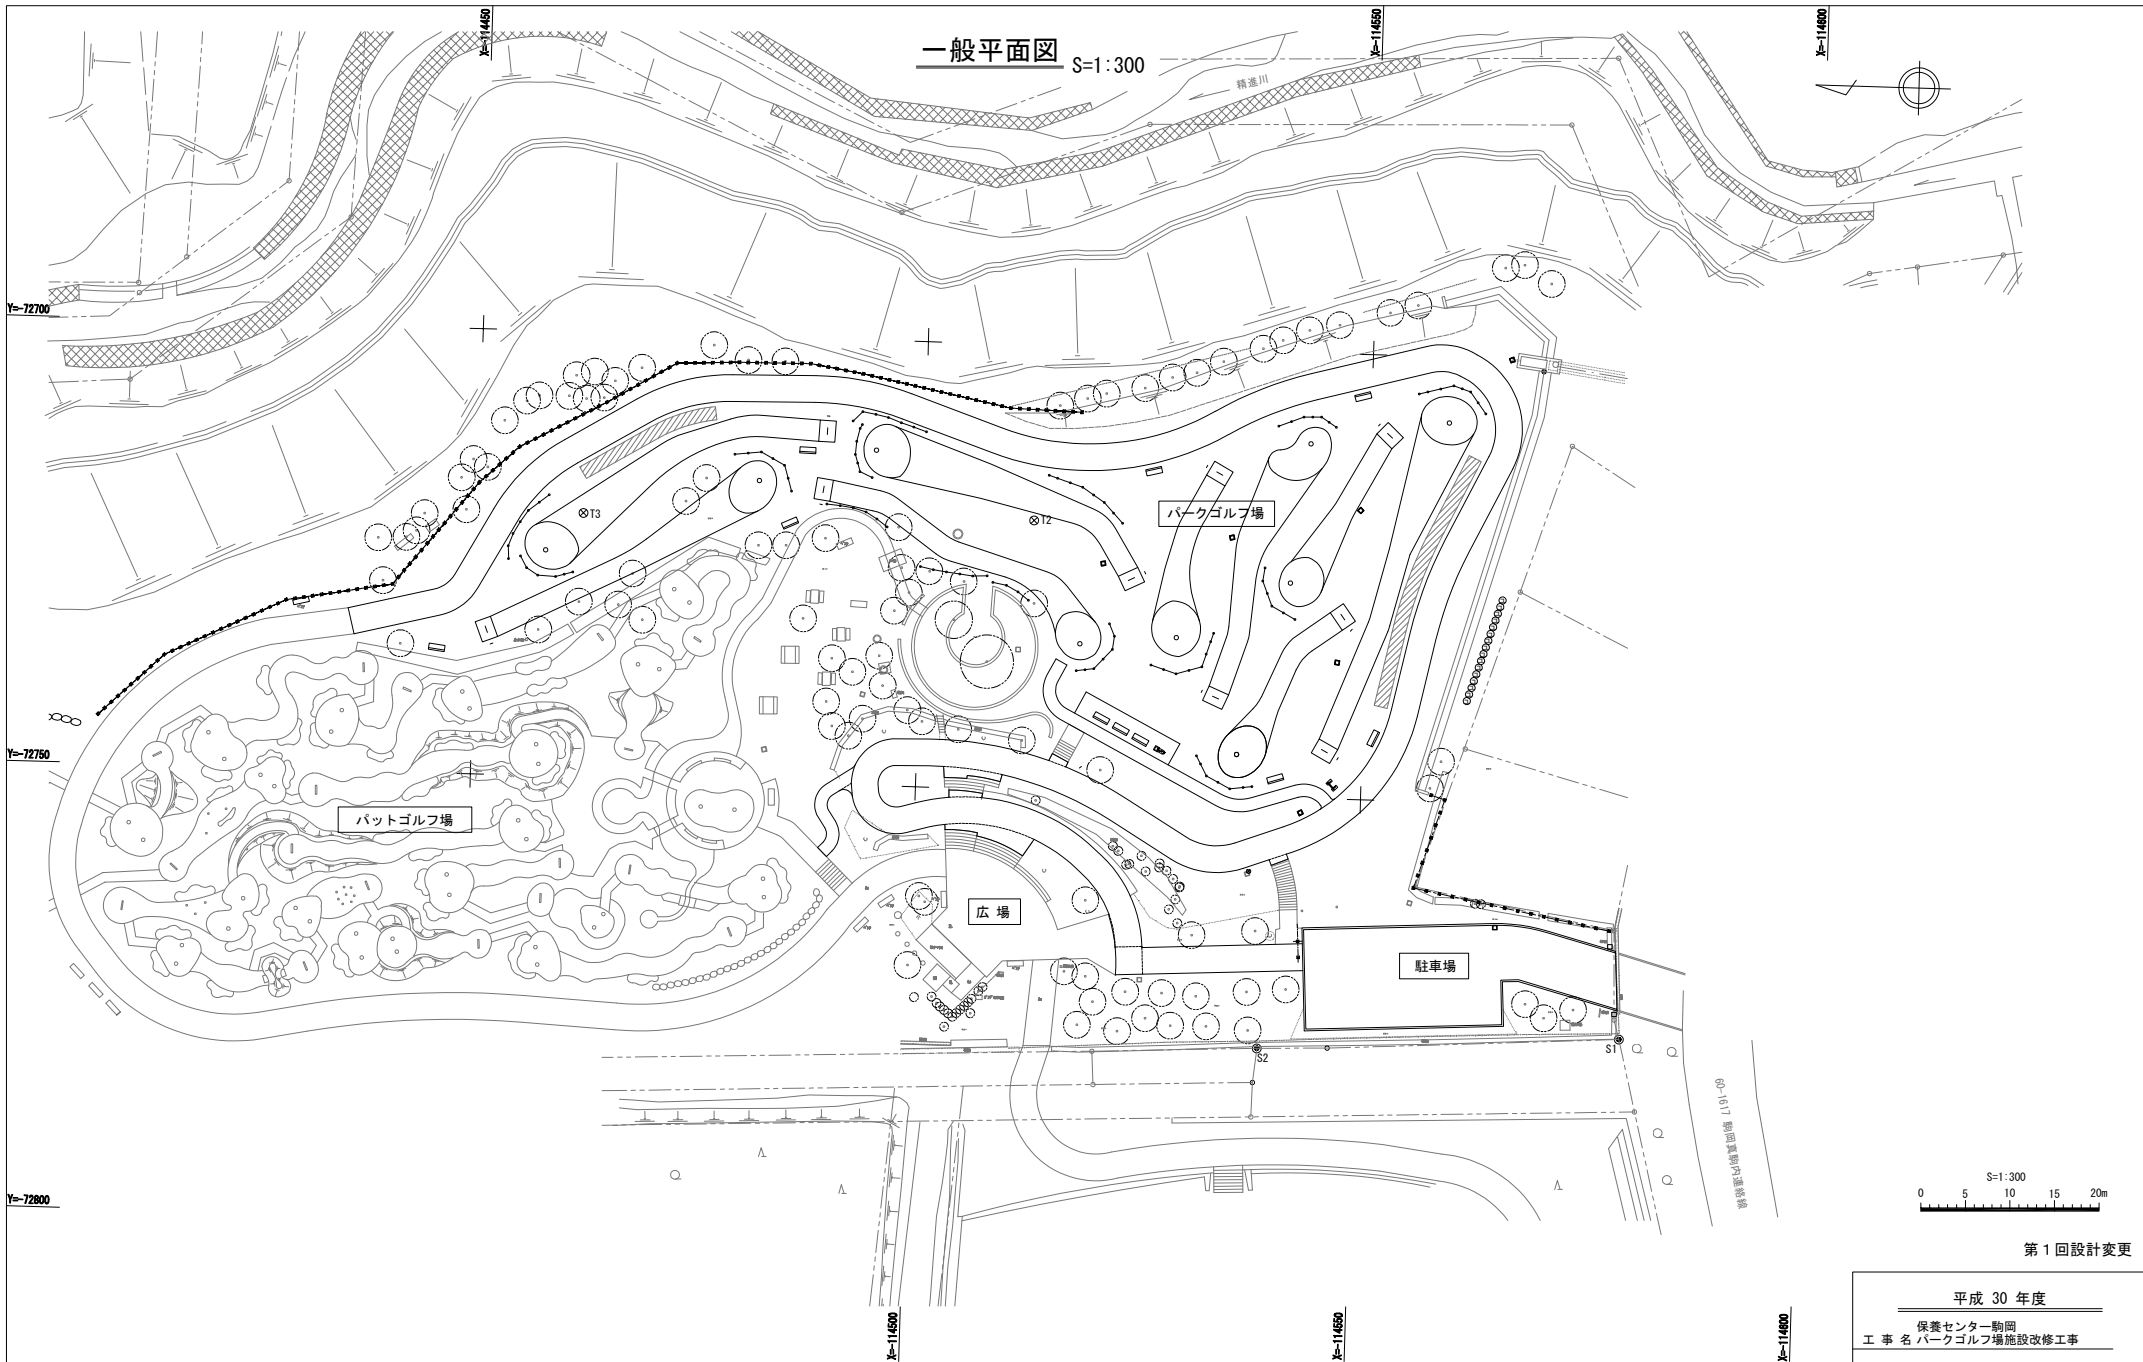 X=-114450
X=-114550
X=-114600
一般平面図 S=1:300
精進川
Y=-72700
T3
T2
パークゴルフ場
Y=-72750
パットゴルフ場
広 場
駐車場
S2
S1
60-1617 駒岡真駒内連絡線
Y=-72800
S=1:300
0 5 10 15 20m
第1回設計変更
X=-114500
X=-114550
X=-114600
平成 30 年度
保養センター駒岡
工 事 名 パークゴルフ場施設改修工事